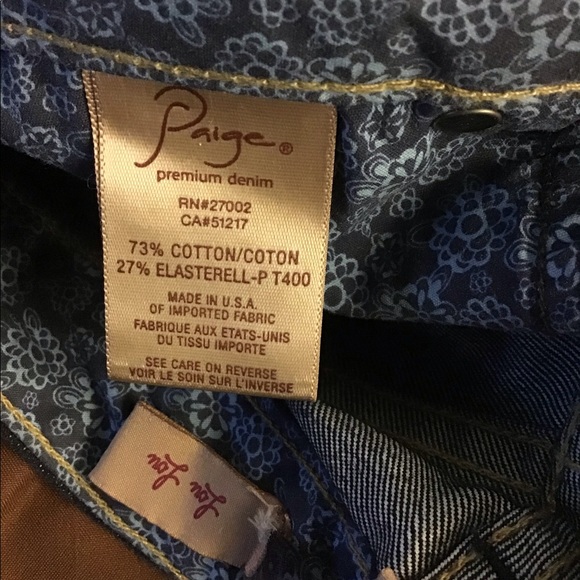 Paige®
premium denim
RN#27002
CA#51217
73% COTTON/COTON
27% ELASTERELL-P T400
MADE IN U.S.A.
OF IMPORTED FABRIC
FABRIQUE AUX ETATS-UNIS
DU TISSU IMPORTE
SEE CARE ON REVERSE
VOIR LE SOIN SUR L'INVERSE
Lou
Lou